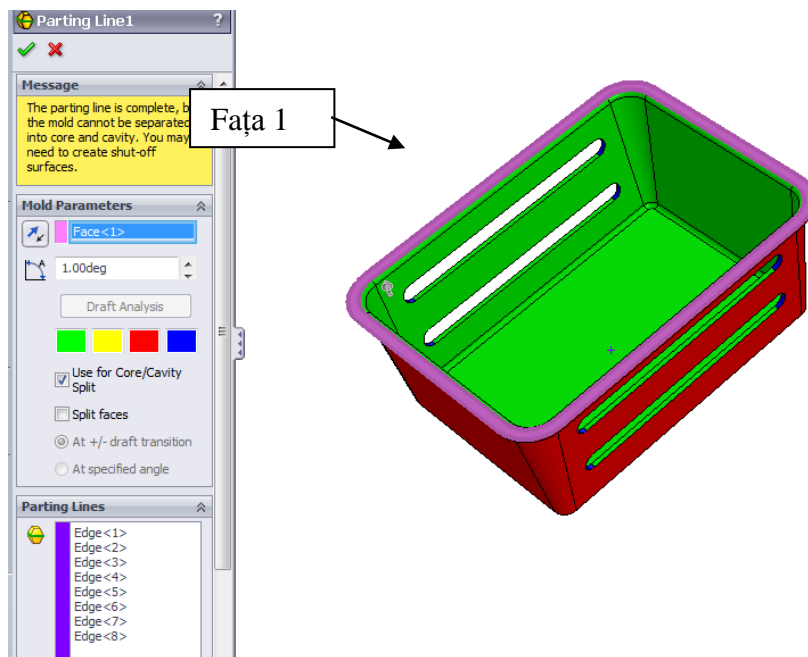 Parting Line1
?
Message
The parting line is complete, b
the mold cannot be separated
into core and cavity. You may
need to create shut-off
surfaces.
Fața 1
Mold Parameters
Face<1>
A
1.00deg
Draft Analysis
Use for Core/Cavity
Split
Split faces
At +/- draft transition
At specified angle
Parting Lines
Edge<1>
Edge<2>
Edge<3>
Edge<4>
Edge<5>
Edge<6>
Edge<7>
Edge<8>